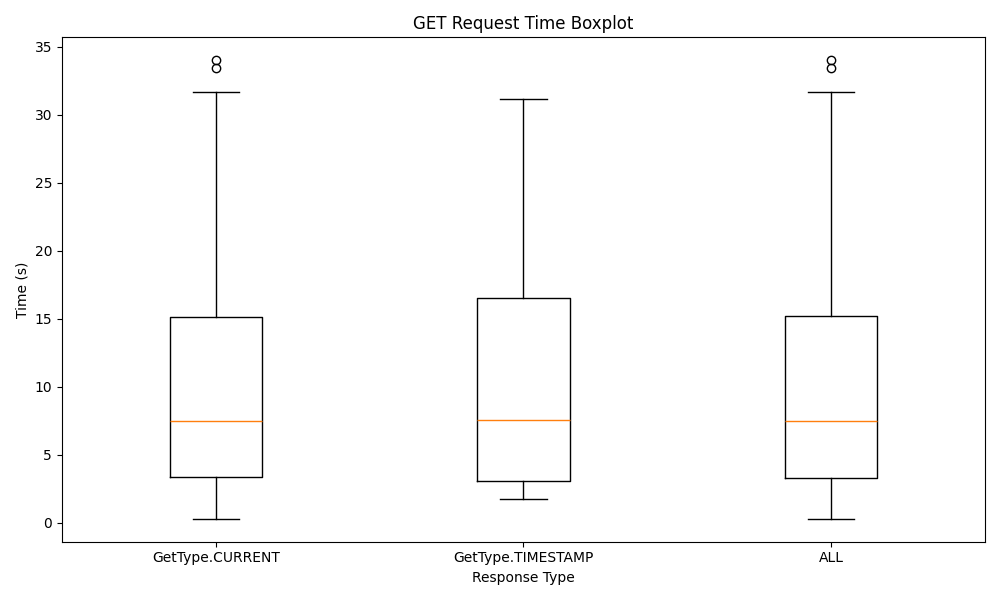 GET Request Time Boxplot
35
30
25
20
15
10
5
0
Time (s)
GetType.CURRENT
GetType.TIMESTAMP
ALL
Response Type